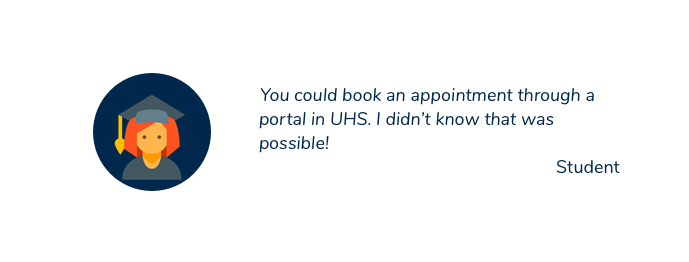 You could book an appointment through a
portal in UHS. I didn’t know that was
possible!
Student